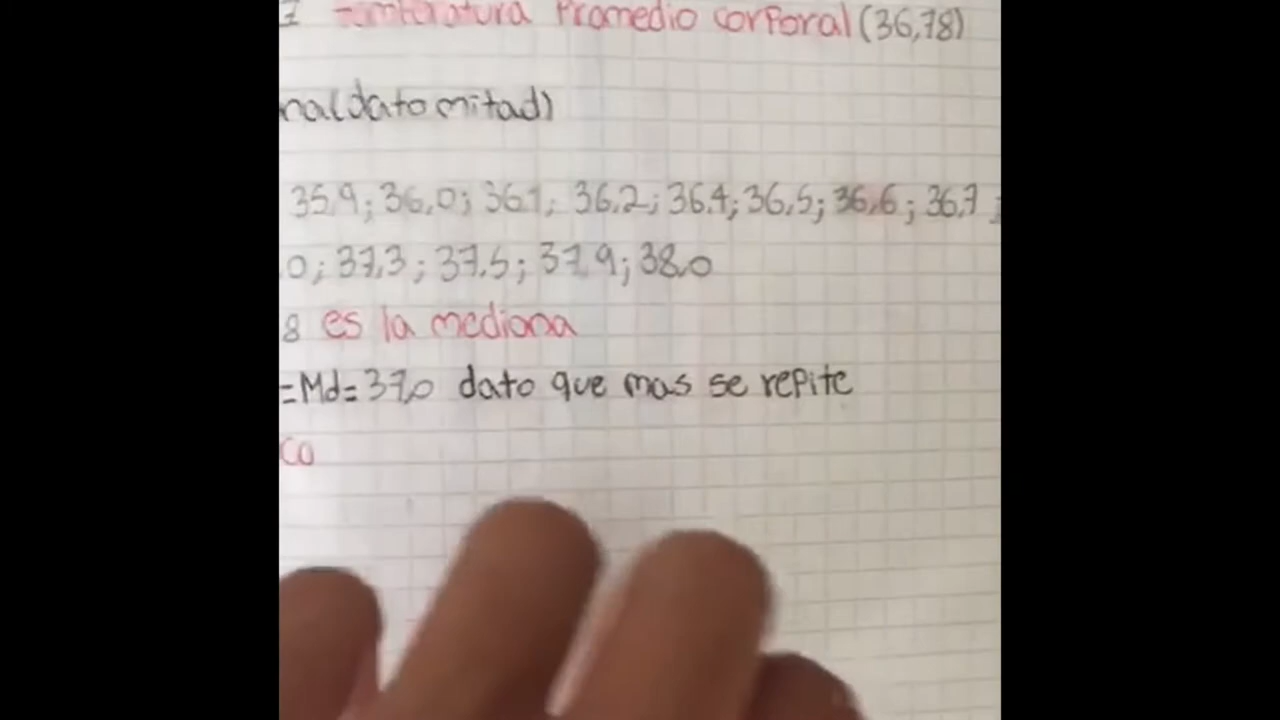 temperatura Promedio corporal (36,78)
na(dato mitad)
35,9; 36,0; 36,1; 36,2; 36,4; 36,5; 36,6; 36,7;
0; 37,3; 37,5; 37,9; 38,0
8 es la mediana
=Md=37,0 dato que mas se repite
co